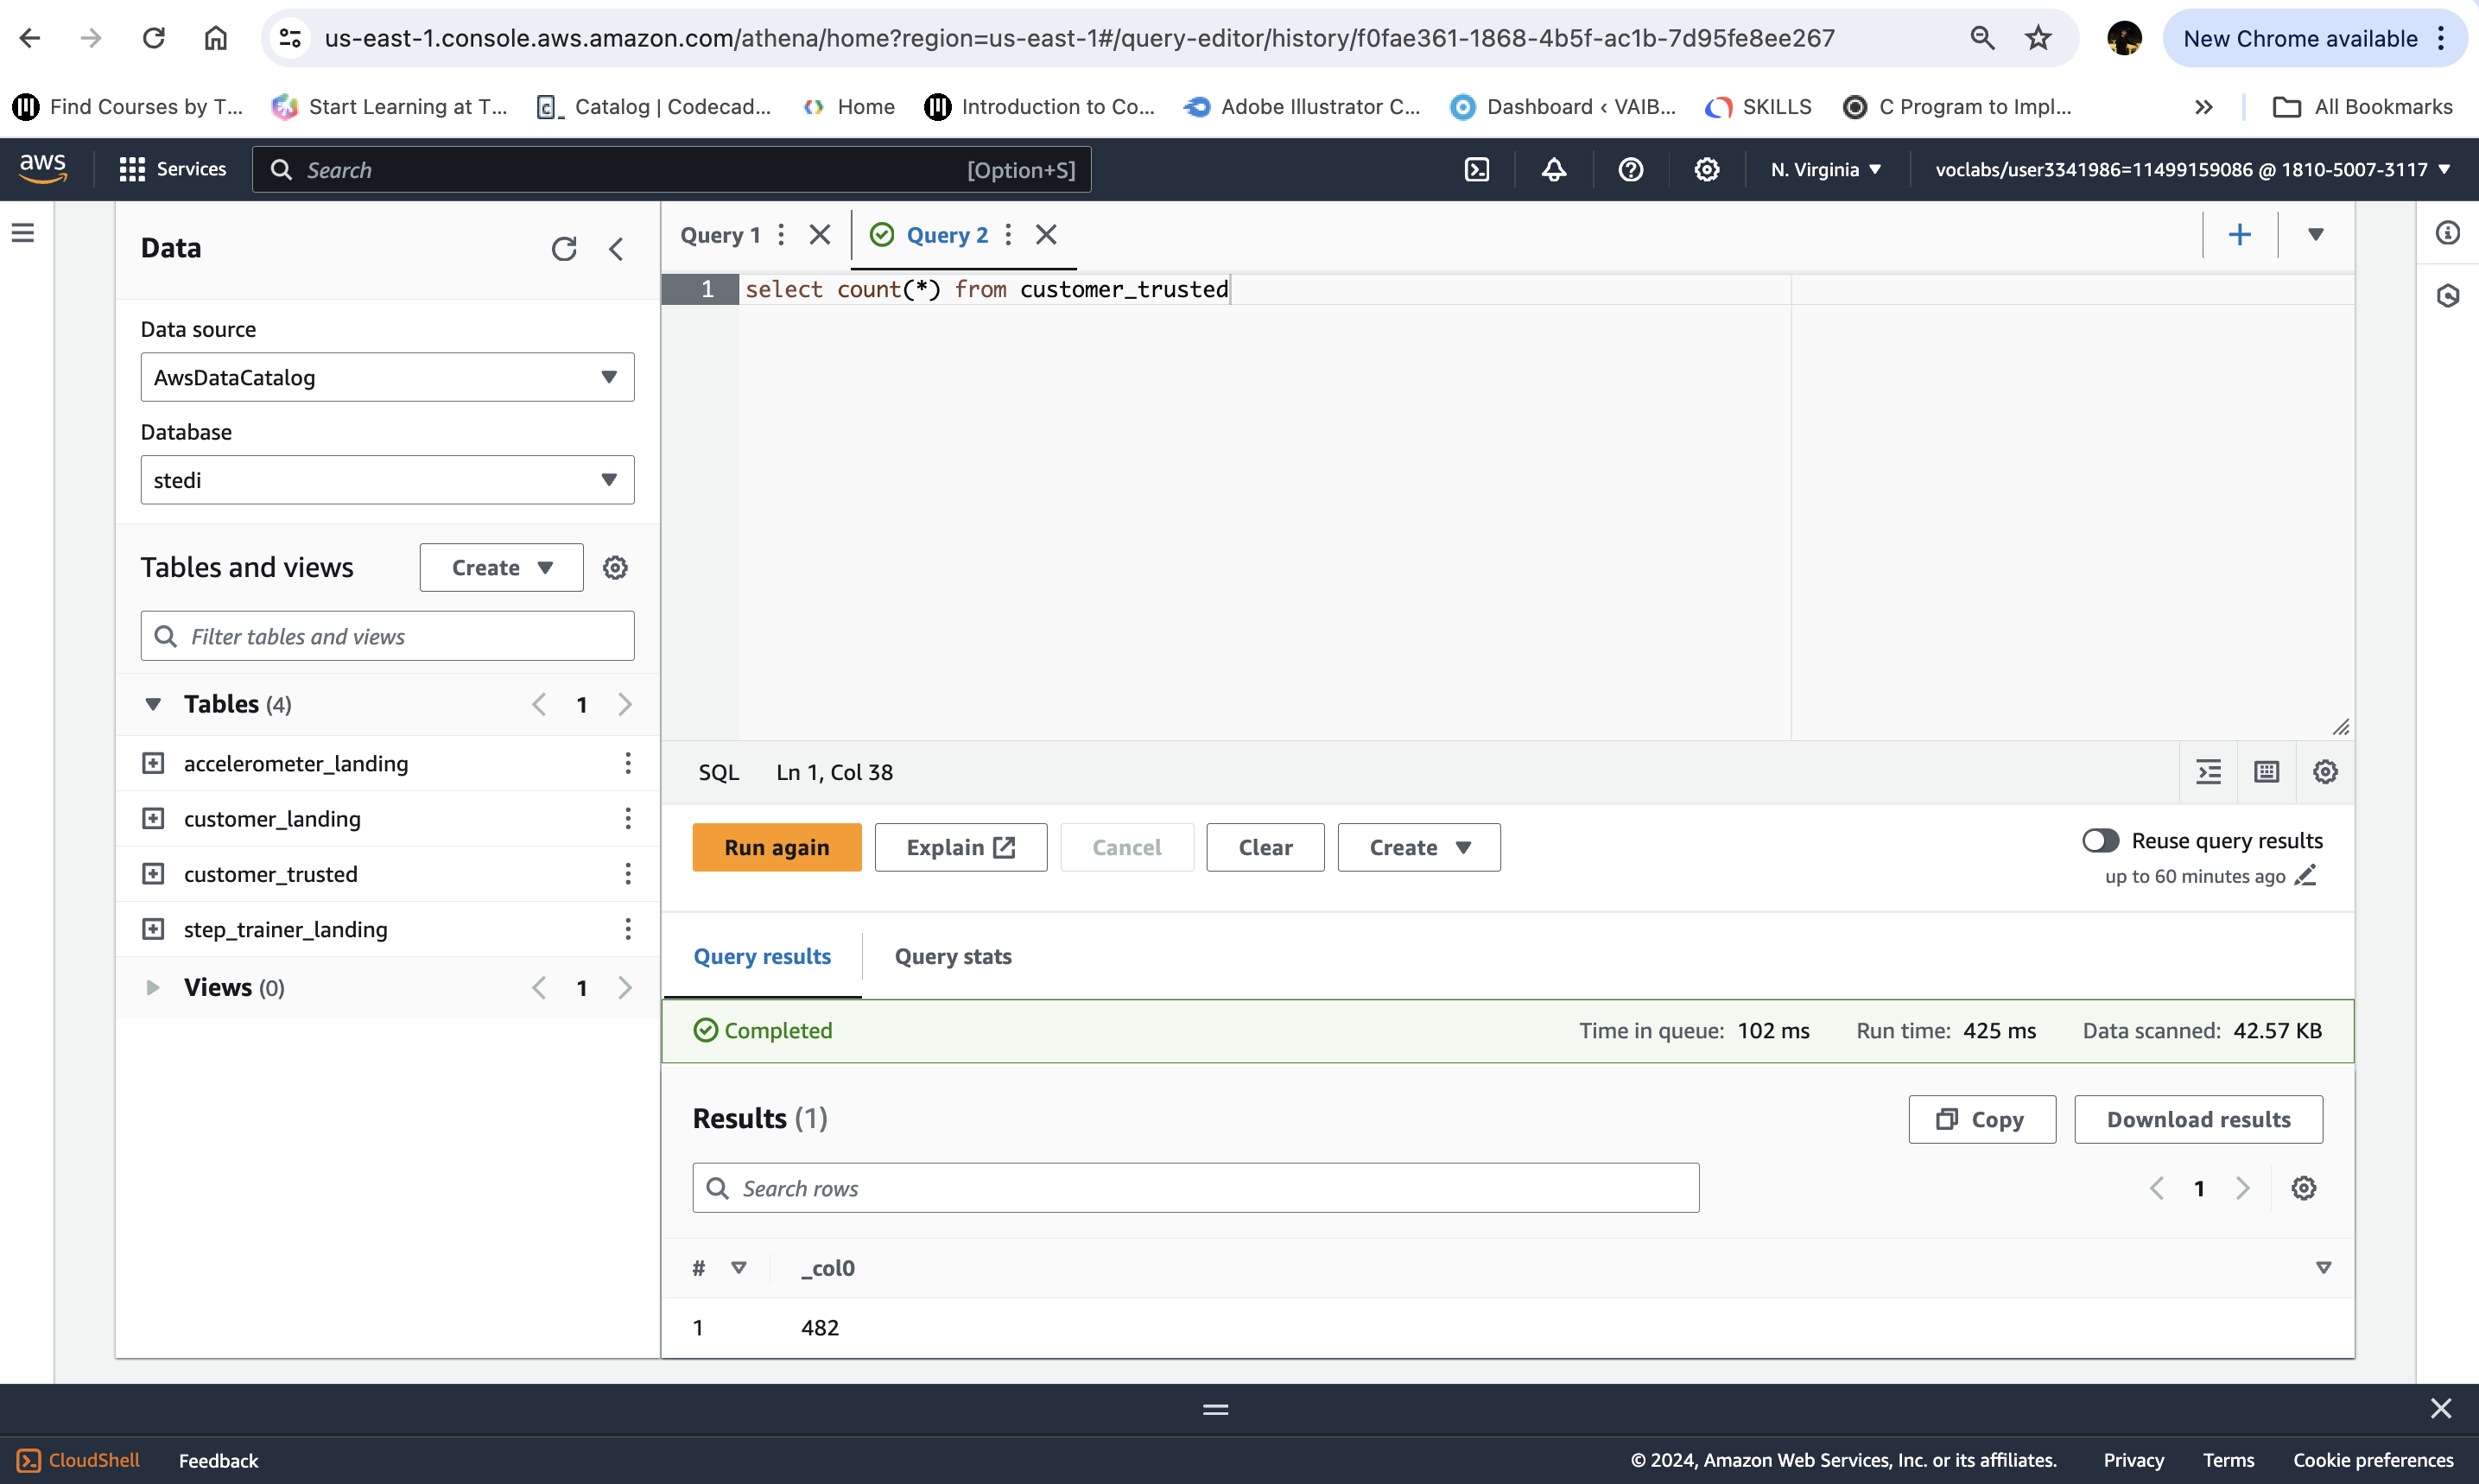 us-east-1.console.aws.amazon.com/athena/home?region=us-east-1#/query-editor/history/f0fae361-1868-4b5f-ac1b-7d95fe8ee267
New Chrome available
Find Courses by T...
Start Learning at T...
Catalog | Codecad...
Home
Introduction to Co...
Adobe Illustrator C...
Dashboard ‹ VAIB...
SKILLS
C Program to Impl...
»
All Bookmarks
aws
Services
Search
[Option+S]
N. Virginia
voclabs/user3341986=11499159086 @ 1810-5007-3117
Data
Data source
AwsDataCatalog
Database
stedi
Tables and views
Create
Filter tables and views
Tables (4)
1
accelerometer_landing
customer_landing
customer_trusted
step_trainer_landing
Views (0)
1
Query 1
Query 2
1 select count(*) from customer_trusted
SQL Ln 1, Col 38
Run again
Explain
Cancel
Clear
Create
Reuse query results
up to 60 minutes ago
Query results
Query stats
Completed
Time in queue: 102 ms
Run time: 425 ms
Data scanned: 42.57 KB
Results (1)
Copy
Download results
Search rows
1
# _col0
1 482
CloudShell
Feedback
© 2024, Amazon Web Services, Inc. or its affiliates.
Privacy
Terms
Cookie preferences